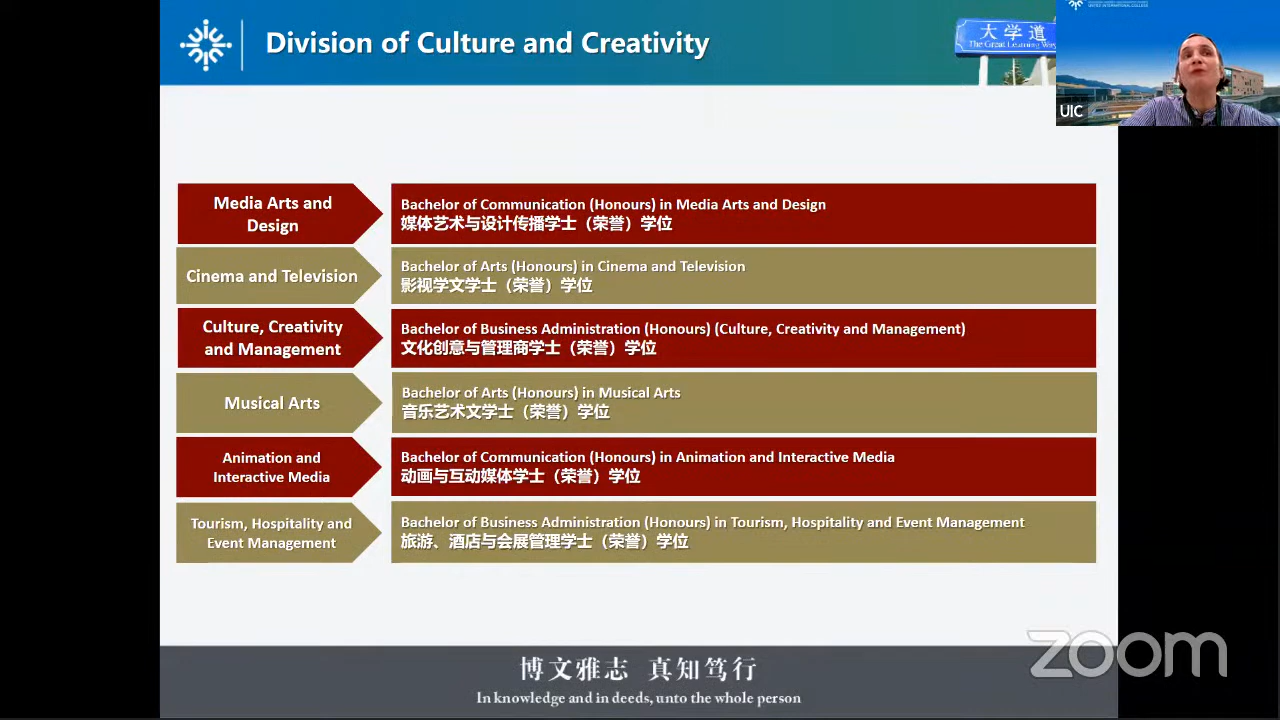 UIC
Division of Culture and Creativity
大学道
The Great Learning Way
UNITED INTERNATIONAL COLLEGE
UIC
Media Arts and
Design
Bachelor of Communication (Honours) in Media Arts and Design
媒体艺术与设计传播学士（荣誉）学位
Cinema and Television
Bachelor of Arts (Honours) in Cinema and Television
影视学文学士（荣誉）学位
Culture, Creativity
and Management
Bachelor of Business Administration (Honours) (Culture, Creativity and Management)
文化创意与管理商学士（荣誉）学位
Musical Arts
Bachelor of Arts (Honours) in Musical Arts
音乐艺术文学士（荣誉）学位
Animation and
Interactive Media
Bachelor of Communication (Honours) in Animation and Interactive Media
动画与互动媒体学士（荣誉）学位
Tourism, Hospitality and
Event Management
Bachelor of Business Administration (Honours) in Tourism, Hospitality and Event Management
旅游、酒店与会展管理学士（荣誉）学位
zoom
博文雅志 真知笃行
In knowledge and in deeds, unto the whole person